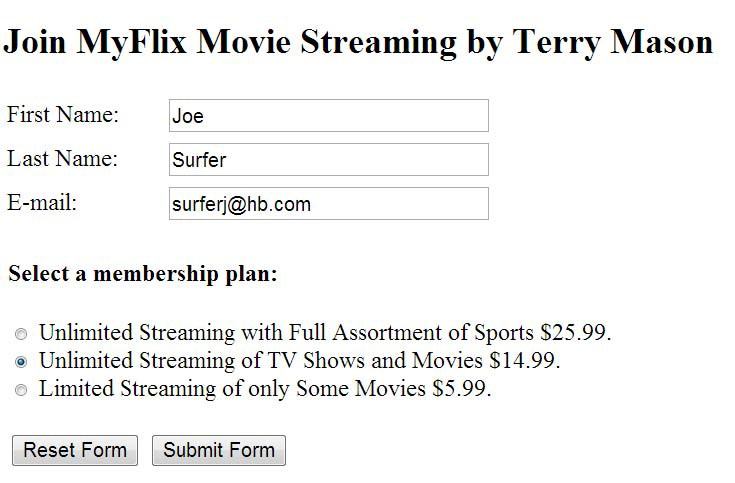 Join MyFlix Movie Streaming by Terry Mason
First Name: Joe
Last Name: Surfer
E-mail: surferj@hb.com
Select a membership plan:
Unlimited Streaming with Full Assortment of Sports $25.99.
Unlimited Streaming of TV Shows and Movies $14.99.
Limited Streaming of only Some Movies $5.99.
Reset Form Submit Form